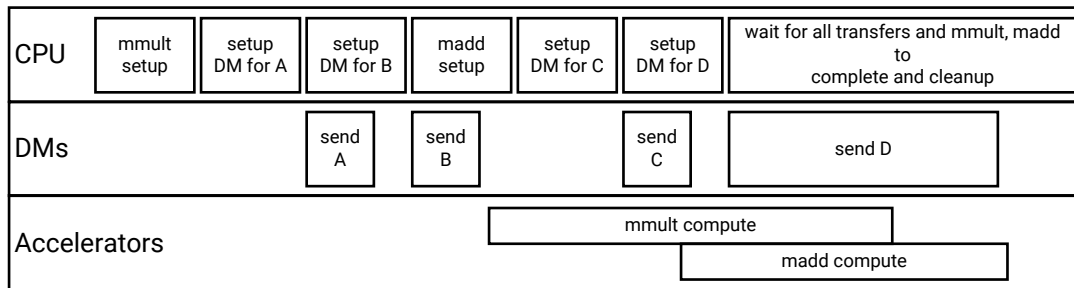 CPU
mmult
setup
setup
DM for A
setup
DM for B
madd
setup
setup
DM for C
setup
DM for D
wait for all transfers and mmult, madd
to
complete and cleanup
DMs
send
A
send
B
send
C
send D
Accelerators
mmult compute
madd compute